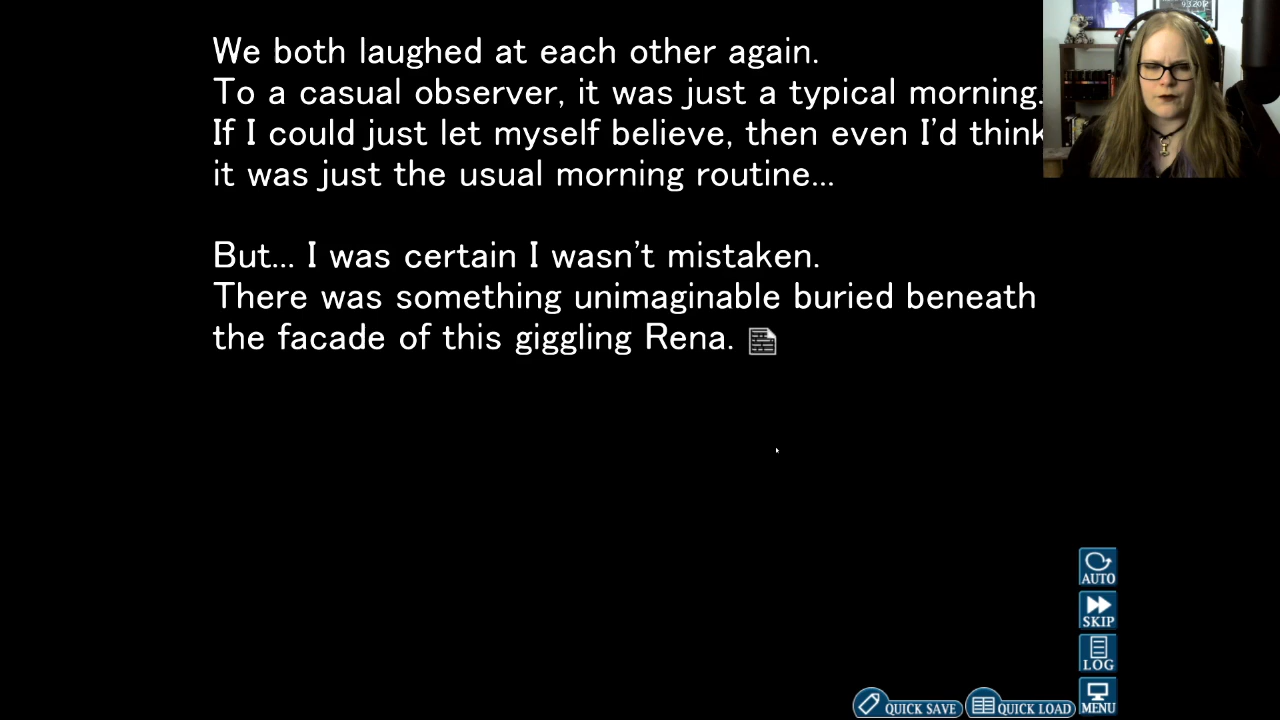 We both laughed at each other again.
To a casual observer, it was just a typical morning.
If I could just let myself believe, then even I'd think
it was just the usual morning routine...
But... I was certain I wasn't mistaken.
There was something unimaginable buried beneath
the facade of this giggling Rena.
AUTO
SKIP
LOG
MENU
QUICK SAVE QUICK LOAD